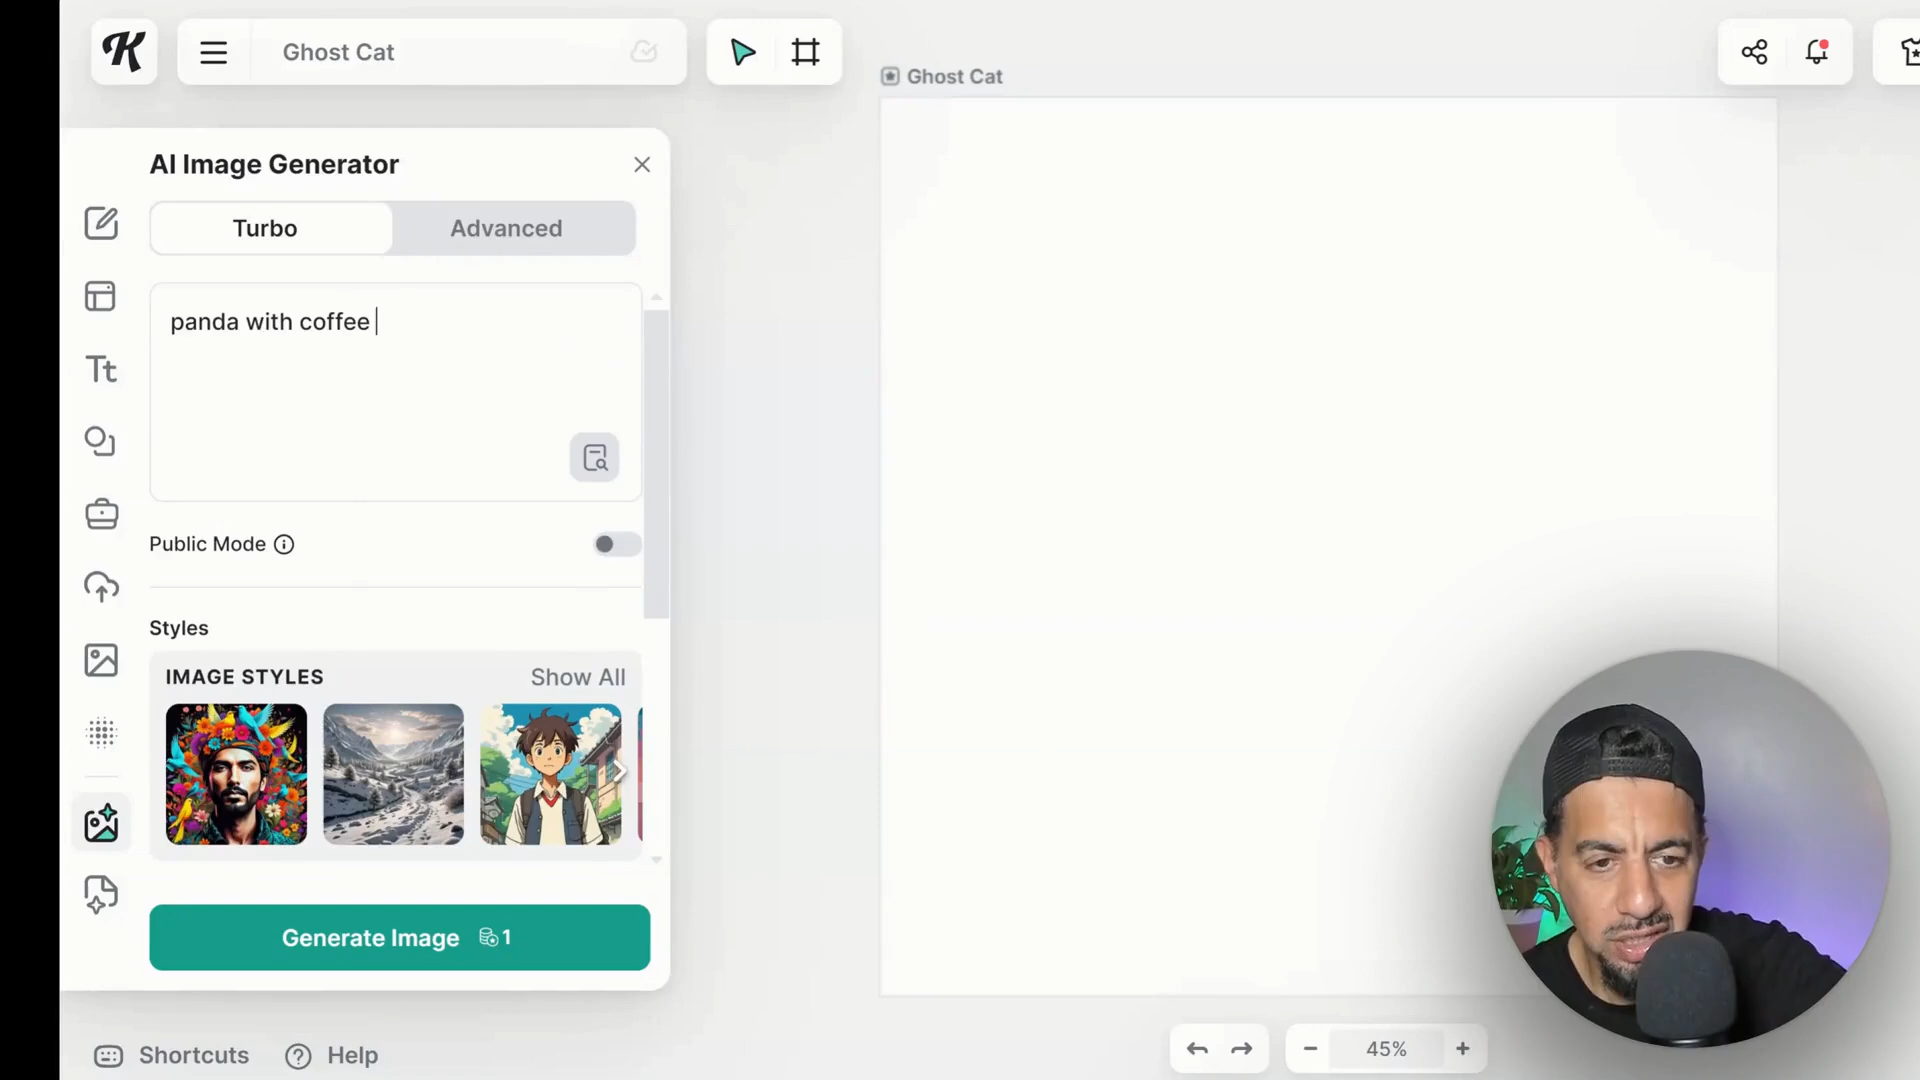 K
Ghost Cat
Ghost Cat
AI Image Generator
Turbo
Advanced
panda with coffee
Tt
Public Mode
Styles
IMAGE STYLES
Show All
Generate Image
1
Shortcuts
Help
45%